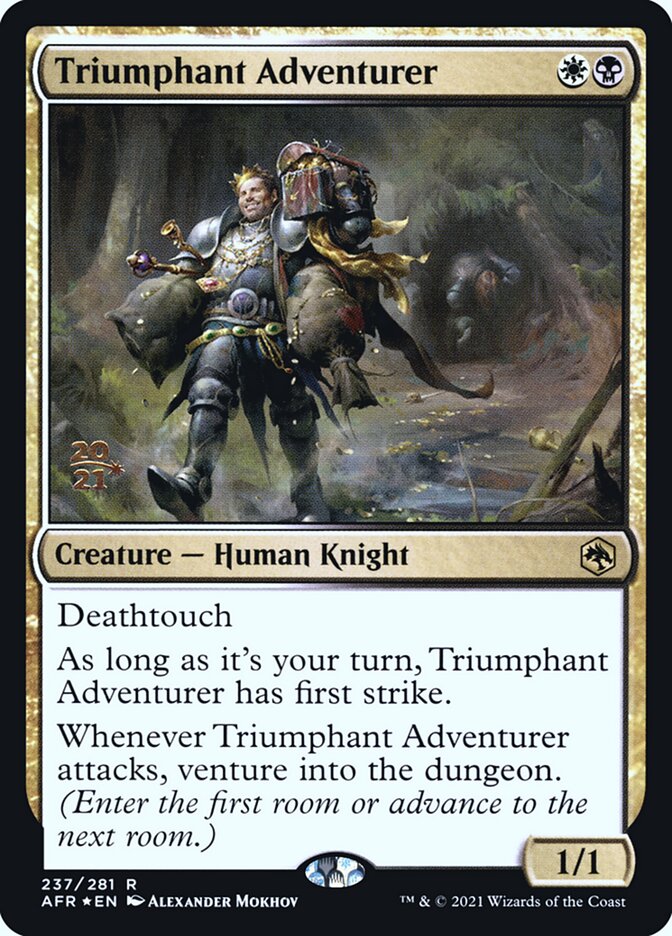 Triumphant Adventurer
20
21
Creature — Human Knight
Deathtouch
As long as it's your turn, Triumphant
Adventurer has first strike.
Whenever Triumphant Adventurer
attacks, venture into the dungeon.
(Enter the first room or advance to the
next room.)
1/1
237/281 R
AFR ★ EN Alexander Mokhov
™ & © 2021 Wizards of the Coast